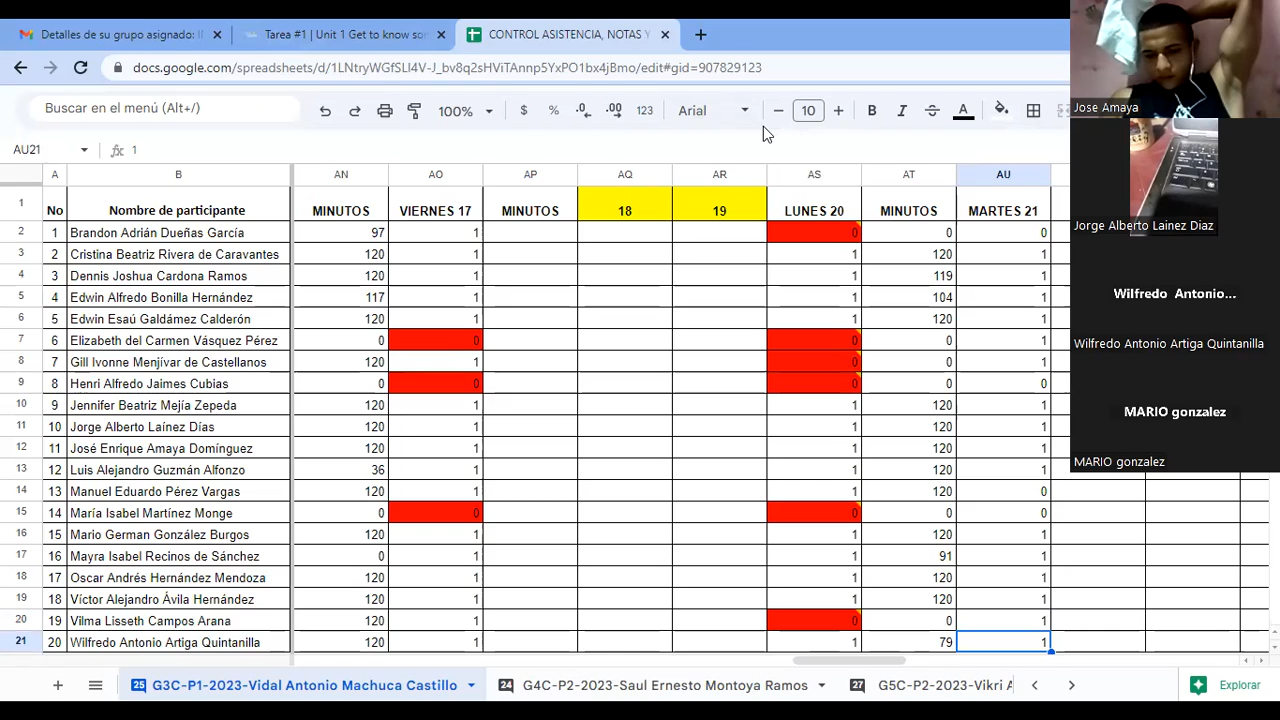 Detalles de su grupo asignado: I
Tarea #1 | Unit 1 Get to know sor
CONTROL ASISTENCIA, NOTAS Y
docs.google.com/spreadsheets/d/1LNtryWGfSLl4V-J_bv8q2sHViTAnnp5YxPO1bx4jBmo/edit#gid=907829123
Buscar en el menú (Alt+/) 100% $ % .0 .00 123 Arial 10 B I S A
AU21 fx 1
A B AN AO AP AQ AR AS AT AU
1 No Nombre de participante MINUTOS VIERNES 17 MINUTOS 18 19 LUNES 20 MINUTOS MARTES 21
2 1 Brandon Adrián Dueñas García 97 1 0 0 0
3 2 Cristina Beatriz Rivera de Caravantes 120 1 1 120 1
4 3 Dennis Joshua Cardona Ramos 120 1 1 119 1
5 4 Edwin Alfredo Bonilla Hernández 117 1 1 104 1
6 5 Edwin Esaú Galdámez Calderón 120 1 1 120 1
7 6 Elizabeth del Carmen Vásquez Pérez 0 0 0 0 1
8 7 Gill Ivonne Menjívar de Castellanos 120 1 0 0 1
9 8 Henri Alfredo Jaimes Cubias 0 0 0 0 0
10 9 Jennifer Beatriz Mejía Zepeda 120 1 1 120 1
11 10 Jorge Alberto Laínez Días 120 1 1 120 1
12 11 José Enrique Amaya Domínguez 120 1 1 120 1
13 12 Luis Alejandro Guzmán Alfonzo 36 1 1 120 1
14 13 Manuel Eduardo Pérez Vargas 120 1 1 120 0
15 14 María Isabel Martínez Monge 0 0 0 0 0
16 15 Mario German González Burgos 120 1 1 120 1
17 16 Mayra Isabel Recinos de Sánchez 0 1 1 91 1
18 17 Oscar Andrés Hernández Mendoza 120 1 1 120 1
19 18 Víctor Alejandro Ávila Hernández 120 1 1 120 1
20 19 Vilma Lisseth Campos Arana 120 1 0 0 1
21 20 Wilfredo Antonio Artiga Quintanilla 120 1 1 79 1
25 G3C-P1-2023-Vidal Antonio Machuca Castillo
24 G4C-P2-2023-Saul Ernesto Montoya Ramos
27 G5C-P2-2023-Vikri A
Explorar
Jose Amaya
Jorge Alberto Lainez Diaz
Wilfredo Antonio...
Wilfredo Antonio Artiga Quintanilla
MARIO gonzalez
MARIO gonzalez